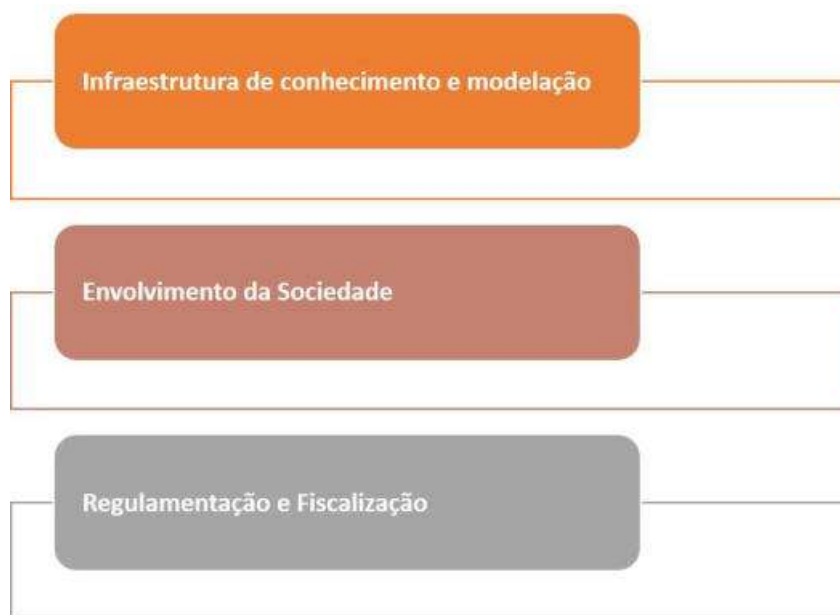 Infraestrutura de conhecimento e modelação
Envolvimento da Sociedade
Regulamentação e Fiscalização